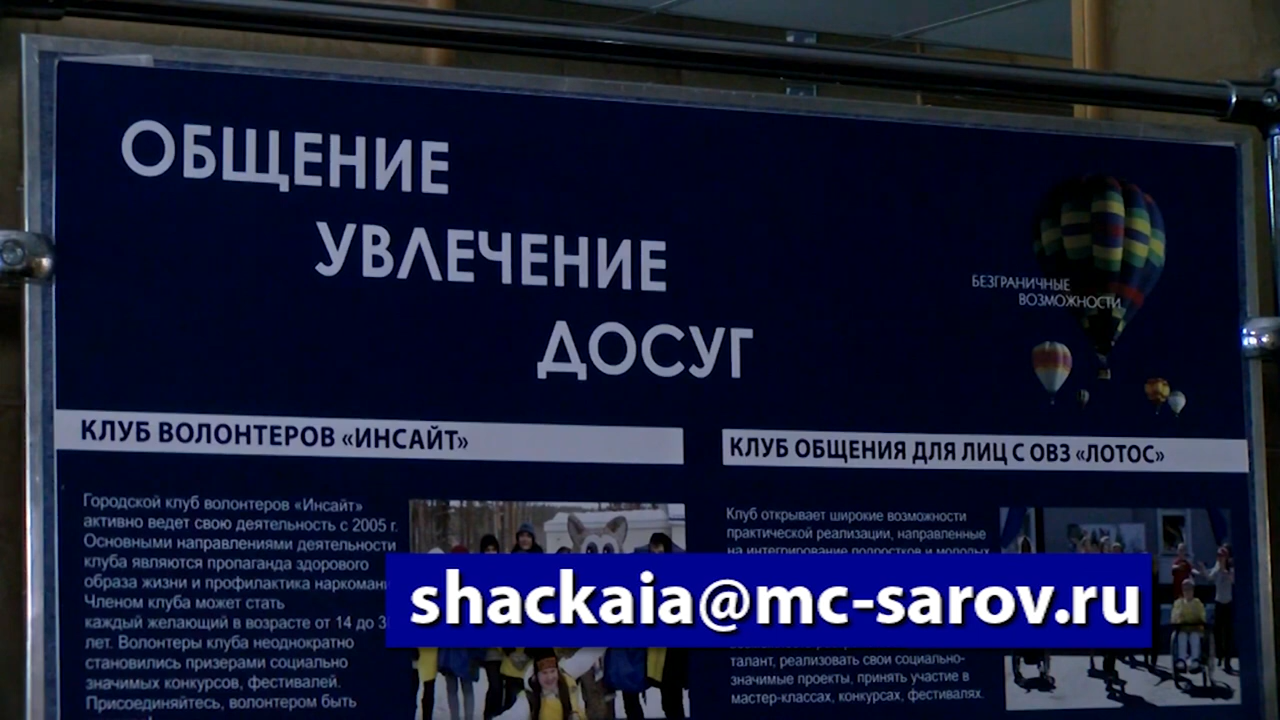 ОБЩЕНИЕ
УВЛЕЧЕНИЕ
ДОСУГ
БЕЗГРАНИЧНЫЕ
ВОЗМОЖНОСТИ
КЛУБ ВОЛОНТЕРОВ «ИНСАЙТ»
Городской клуб волонтеров «Инсайт»
активно ведет свою деятельность с 2005 г.
Основными направлениями деятельности
клуба являются пропаганда здорового
образа жизни и профилактика
Членом клуба может стать
каждый желающий в возрасте от 14 до
лет. Волонтеры клуба неоднократно
становились призерами социально
значимых конкурсов, фестивалей.
Присоединяйтесь, волонтером быть
КЛУБ ОБЩЕНИЯ ДЛЯ ЛИЦ С ОВЗ «ЛОТОС»
Клуб открывает широкие возможности
практической реализации, направленные
на интегрирование подростков и молодых
талант, реализовать свои социально-
значимые проекты, принять участие в
мастер-классах, конкурсах, фестивалях.
shackaia@mc-sarov.ru